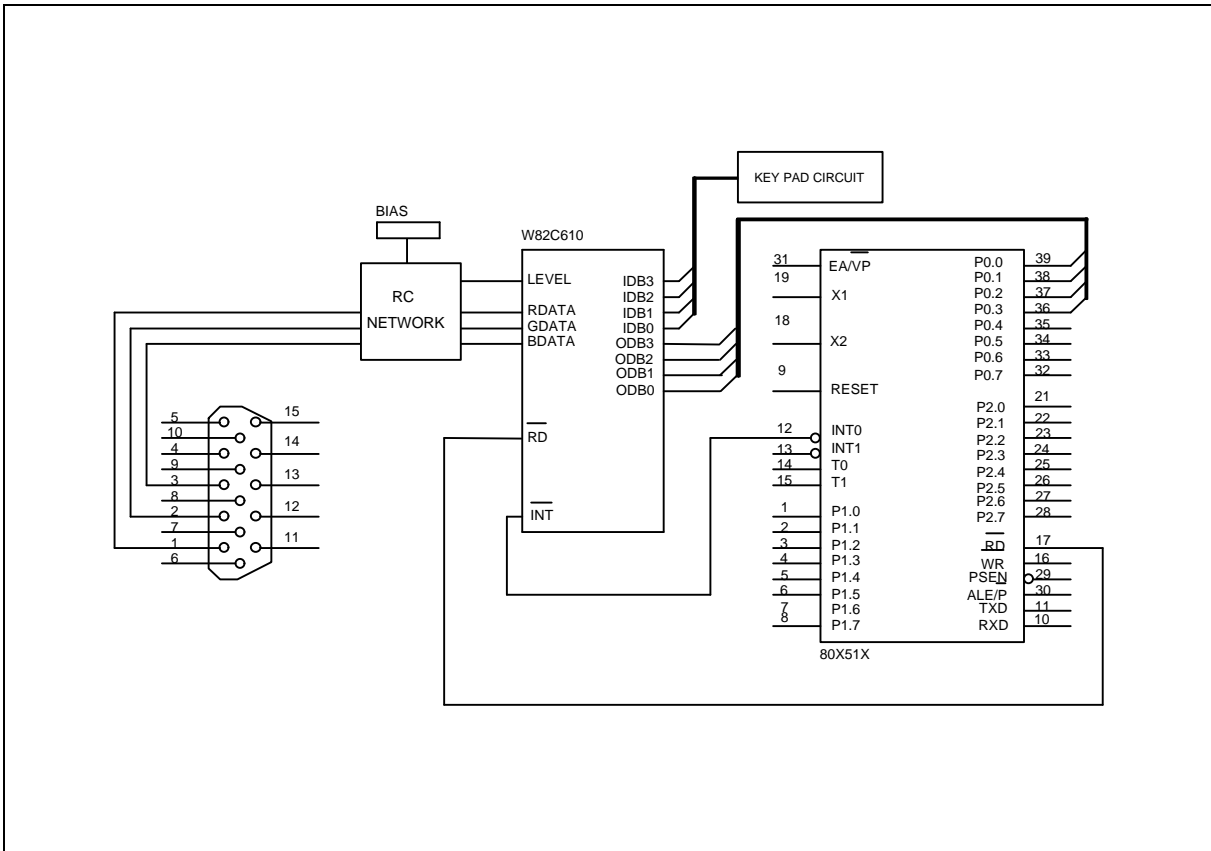 KEY PAD CIRCUIT
BIAS
RC
NETWORK
W82C610
LEVEL
RDATA
GDATA
BDATA
RD
INT
IDB3
IDB2
IDB1
IDB0
ODB3
ODB2
ODB1
ODB0
5
10
4
9
3
8
2
7
1
6
15
14
13
12
11
31 EA/VP
19 X1
18 X2
9 RESET
12 INT0
13 INT1
14 T0
15 T1
1 P1.0
2 P1.1
3 P1.2
4 P1.3
5 P1.4
6 P1.5
7 P1.6
8 P1.7
P0.0 39
P0.1 38
P0.2 37
P0.3 36
P0.4 35
P0.5 34
P0.6 33
P0.7 32
P2.0 21
P2.1 22
P2.2 23
P2.3 24
P2.4 25
P2.5 26
P2.6 27
P2.7 28
RD 17
WR 16
PSEN 29
ALE/P 30
TXD 11
RXD 10
80X51X